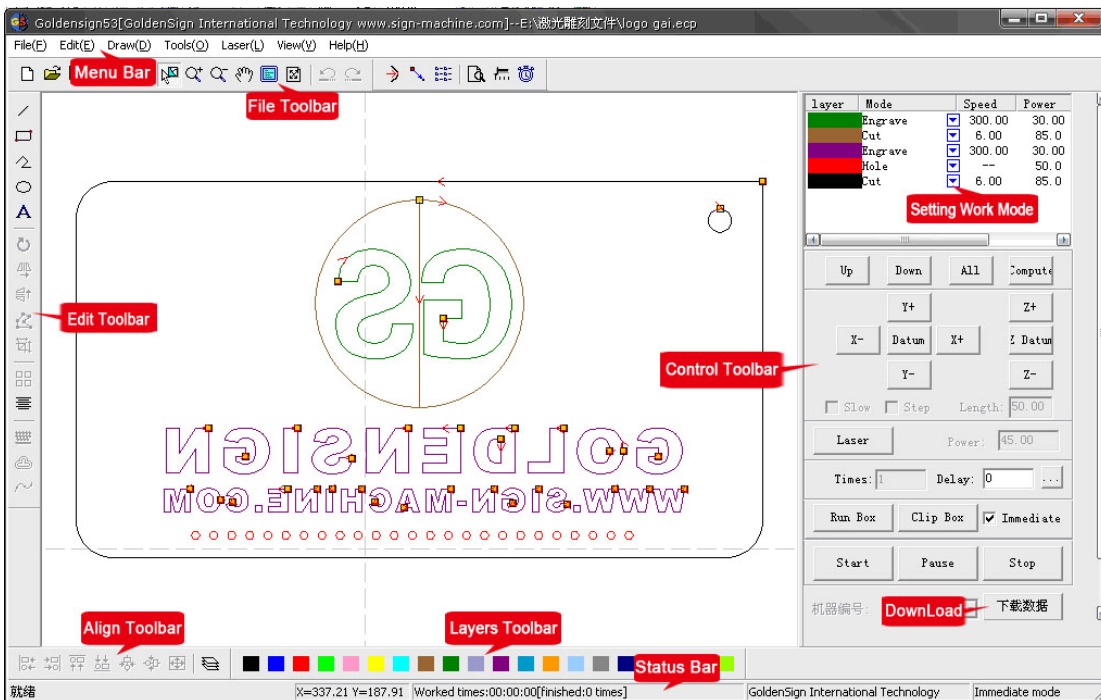 Goldensign53[GoldenSign International Technology www.sign-machine.com]--E:\激光雕刻文件\logo gai.ecp
File(F) Edit(E) Draw(D) Tools(O) Laser(L) View(V) Help(H)
Menu Bar
File Toolbar
layer Mode Speed Power
Engrave 300.00 30.00
Cut 6.00 85.0
Engrave 300.00 30.00
Hole -- 50.0
Cut 6.00 85.0
Setting Work Mode
Up Down All Compute
Y+ Z+
X- Datum X+ Z Datum
Y- Z-
Control Toolbar
Slow Step Length: 50.00
Laser Power: 45.00
Times: 1 Delay: 0 ...
Run Box Clip Box Immediate
Start Pause Stop
机器编号: DownLoad 下载数据
Edit Toolbar
GS
GOLDENSIGN
WWW.SIGN-MACHINE.COM
Align Toolbar
Layers Toolbar
Status Bar
就绪 X=337.21 Y=187.91 Worked times:00:00:00[finished:0 times] GoldenSign International Technology Immediate mode